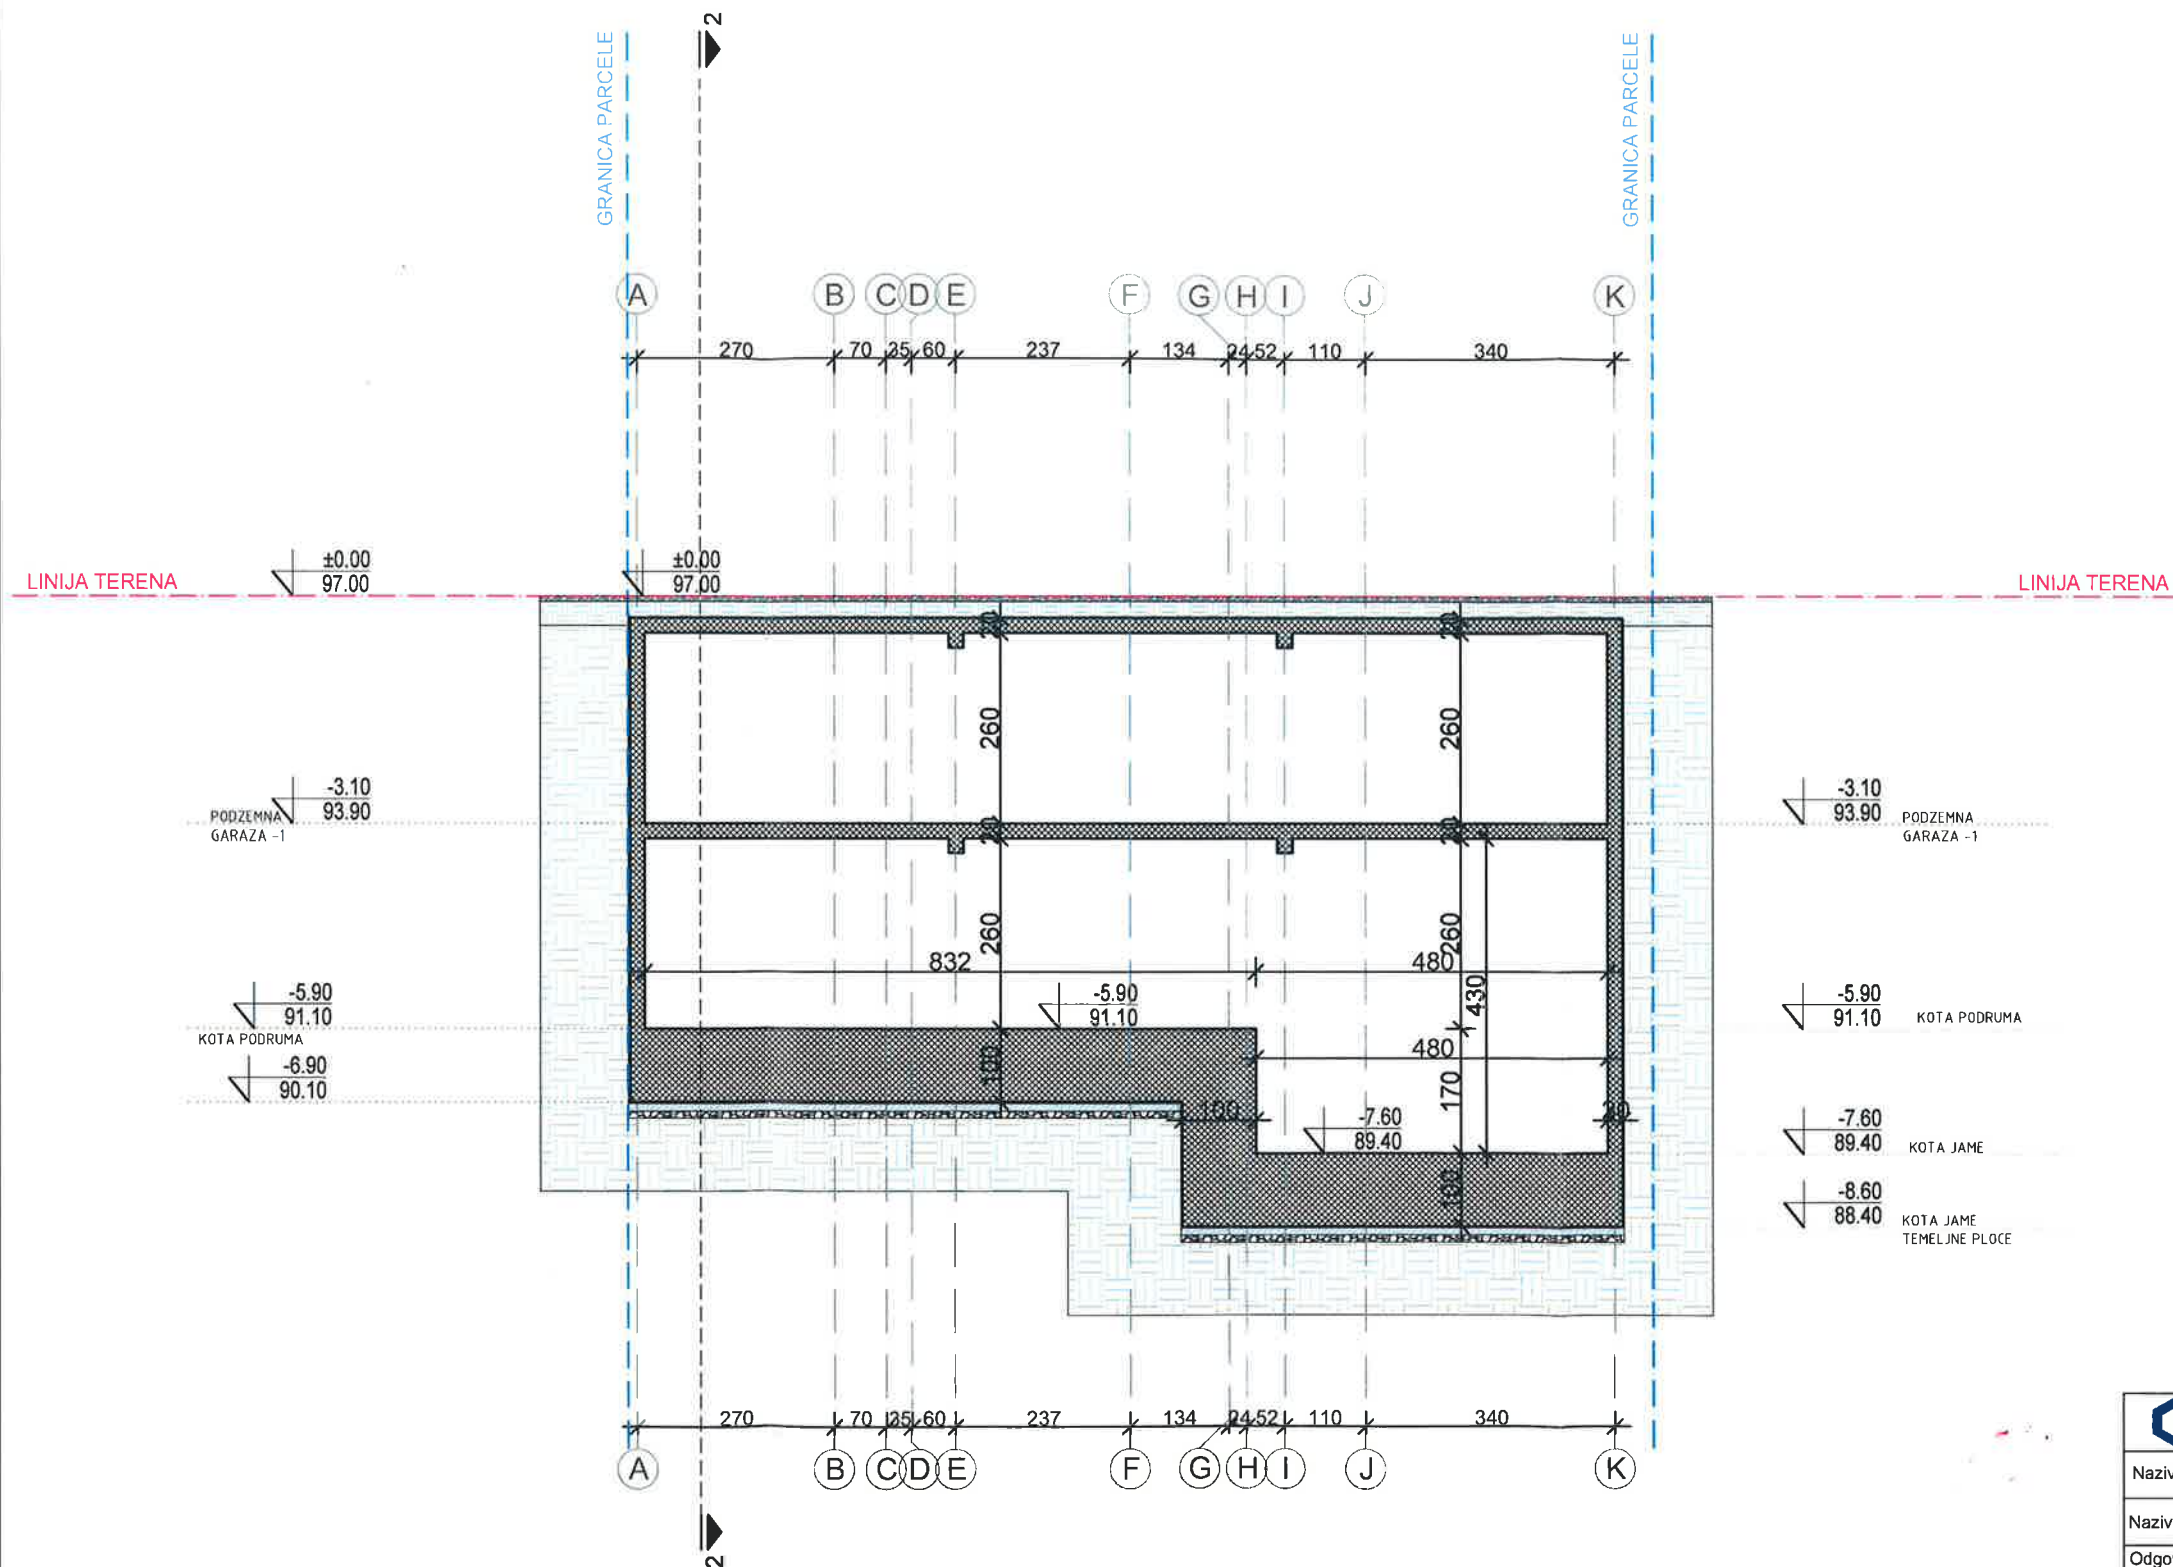 2
GRANICA PARCELE
GRANICA PARCELE
A B C D E F G H I J K
270 70 35 60 237 134 24 52 110 340
LINIJA TERENA
±0.00
97.00
±0.00
97.00
LINIJA TERENA
20
20
260
260
-3.10
93.90
PODZEMNA
GARAZA -1
-3.10
93.90
PODZEMNA
GARAZA -1
20
20
260
260
832
480
430
-5.90
91.10
KOTA PODRUMA
-5.90
91.10
-5.90
91.10
KOTA PODRUMA
-6.90
90.10
100
480
170
100
20
-7.60
89.40
-7.60
89.40
KOTA JAME
100
-8.60
88.40
KOTA JAME
TEMELJNE PLOCE
270 70 35 60 237 134 24 52 110 340
A B C D E F G H I J K
2
Naziv
Naziv
Odgo